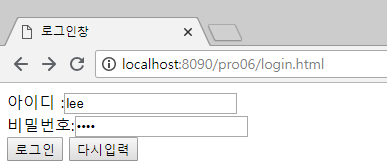 로그인창
localhost:8090/pro06/login.html
아이디 :lee
비밀번호:••••
로그인 다시입력